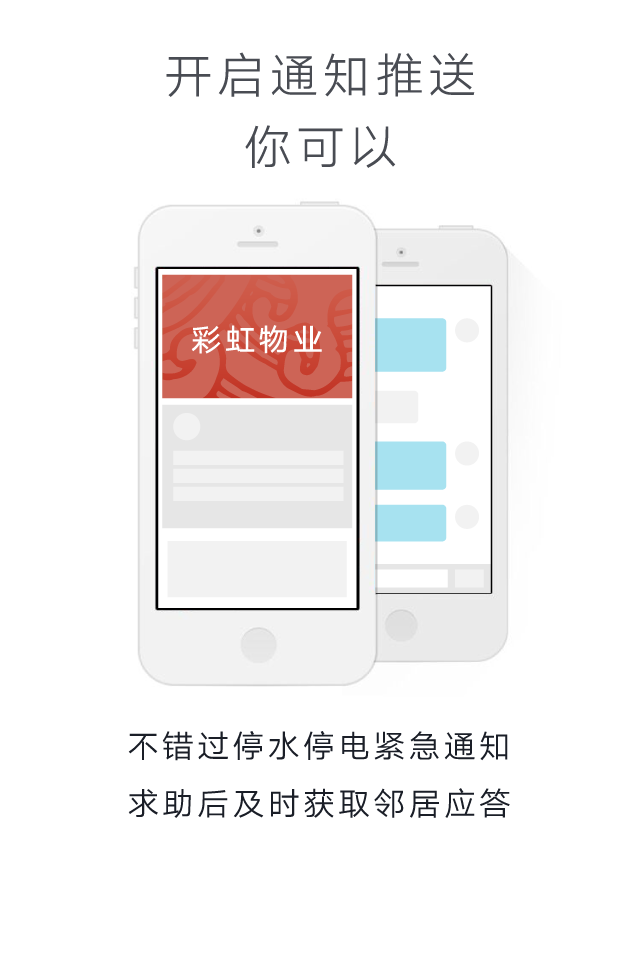 开启通知推送
你可以
彩虹物业
不错过停水停电紧急通知
求助后及时获取邻居应答